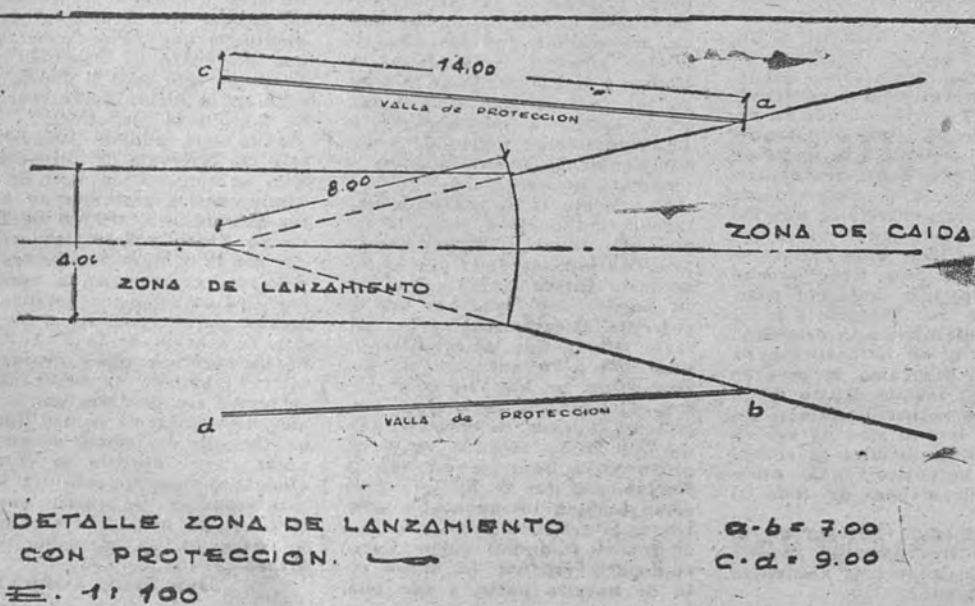 14.00
c
a
VALLA de PROTECCION
8.00
ZONA DE CAIDA
4.00
ZONA DE LANZAMIENTO
d
VALLA de PROTECCION
b
DETALLE ZONA DE LANZAMIENTO
CON PROTECCION.
E. 1:100
a-b = 7.00
c.d = 9.00